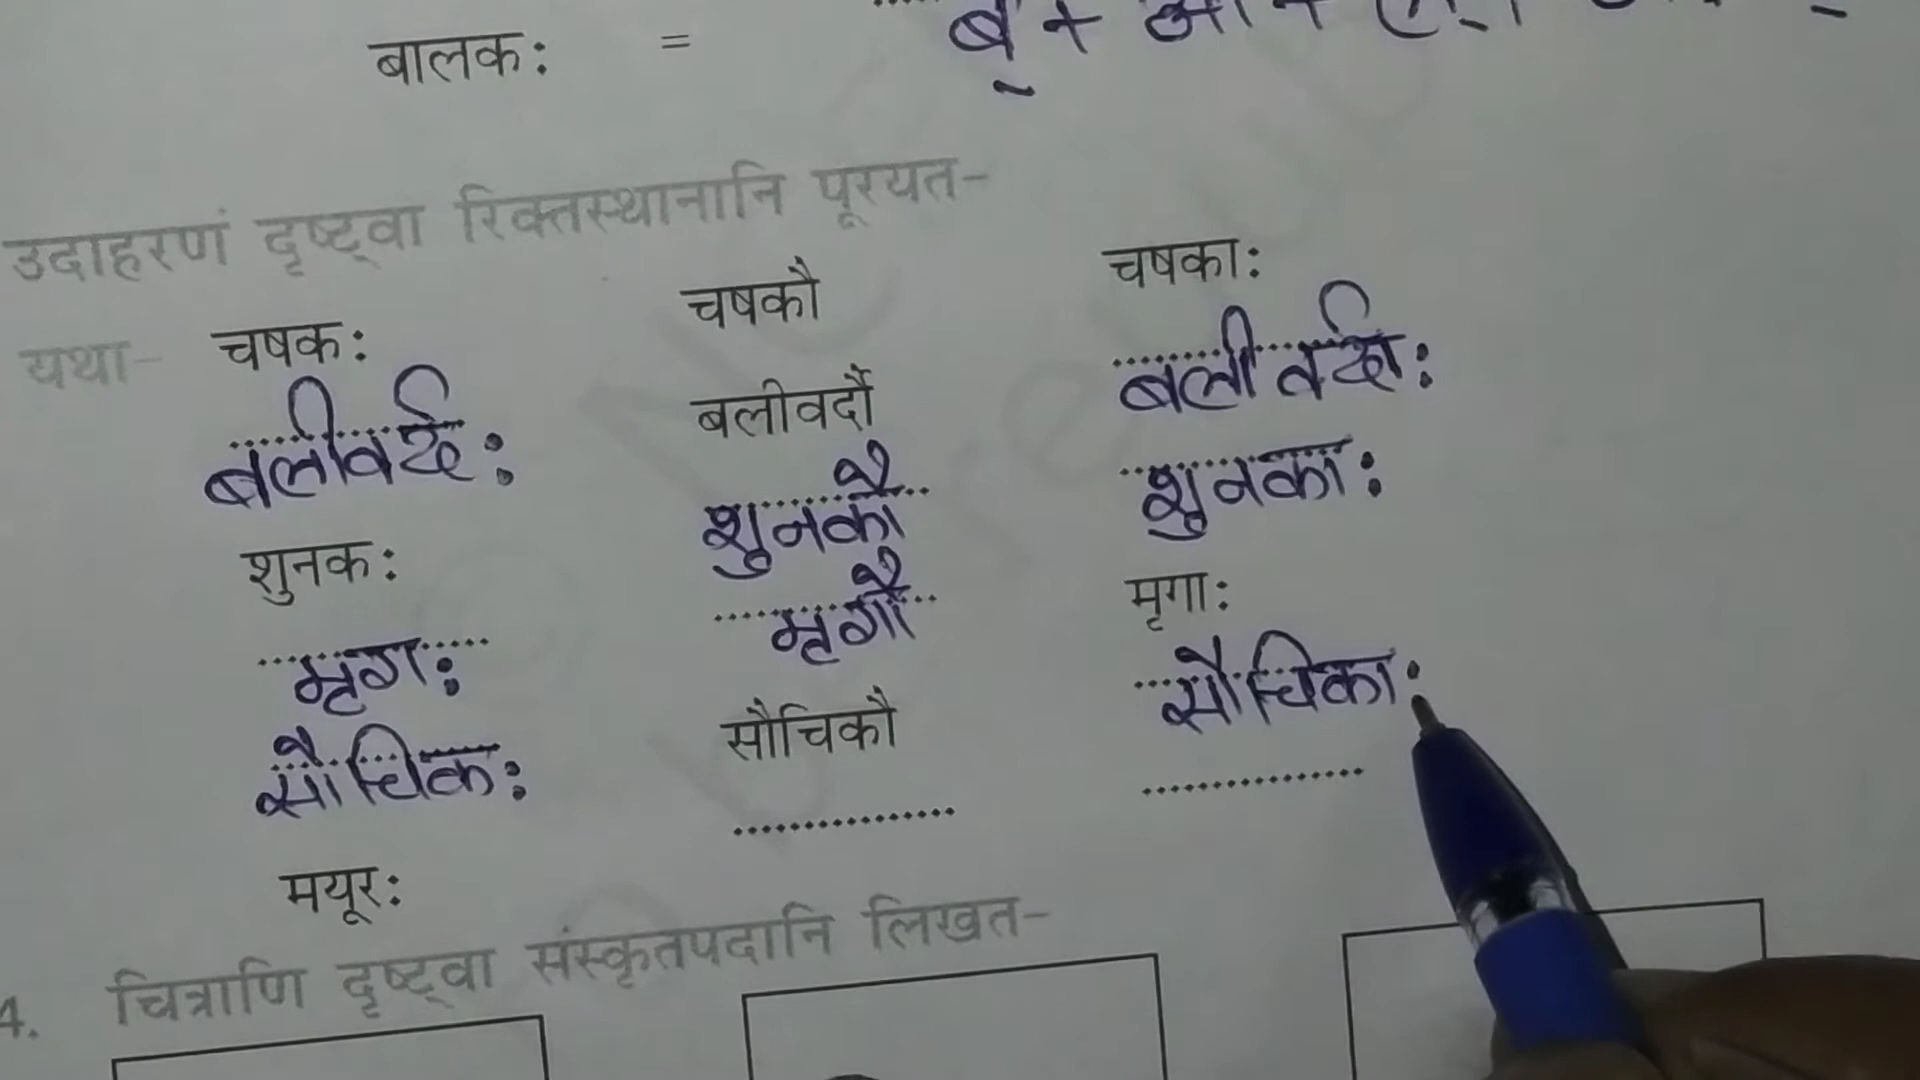 बालकः =
उदाहरणं दृष्ट्वा रिक्तस्थानानि पूरयत-
यथा- चषकः चषकौ चषकाः
बलीवर्दः बलीवर्दौ बलीवर्दाः
शुनकः शुनकौ शुनकाः
मृगः मृगौ मृगाः
सौचिकः सौचिकौ सौचिकाः
मयूरः .............. ..............
4. चित्राणि दृष्ट्वा संस्कृतपदानि लिखत-